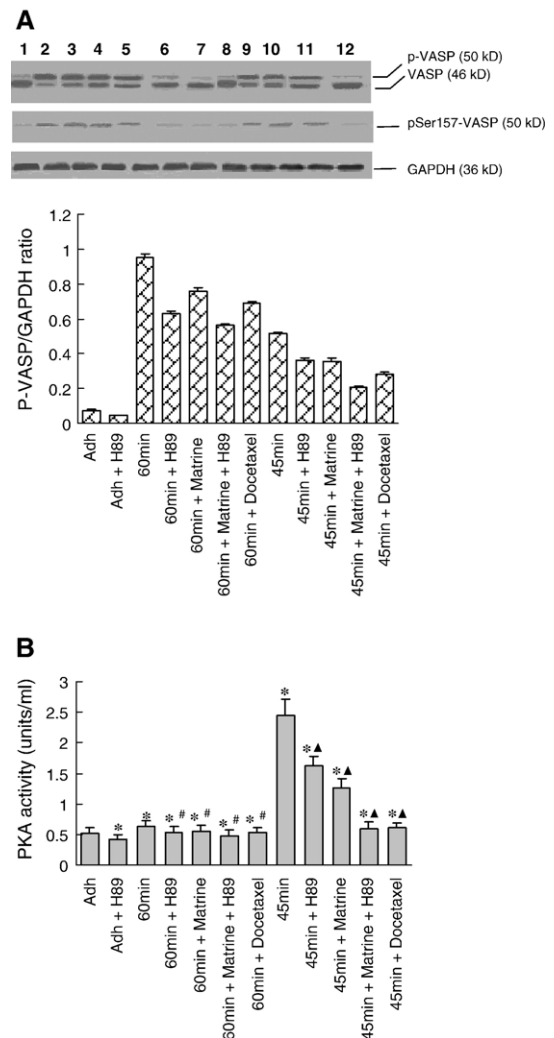 A
1 2 3 4 5 6 7 8 9 10 11 12
p-VASP (50 kD)
VASP (46 kD)
pSer157-VASP (50 kD)
GAPDH (36 kD)
P-VASP/GAPDH ratio
1.2
1
0.8
0.6
0.4
0.2
0
Adh
Adh + H89
60min
60min + H89
60min + Matrine
60min + Matrine + H89
60min + Docetaxel
45min
45min + H89
45min + Matrine
45min + Matrine + H89
45min + Docetaxel
B
PKA activity (units/ml)
3
2.5
2
1.5
1
0.5
0
* * *# *# *# *# * *▲ *▲ *▲ *▲
Adh
Adh + H89
60min
60min + H89
60min + Matrine
60min + Matrine + H89
60min + Docetaxel
45min
45min + H89
45min + Matrine
45min + Matrine + H89
45min + Docetaxel